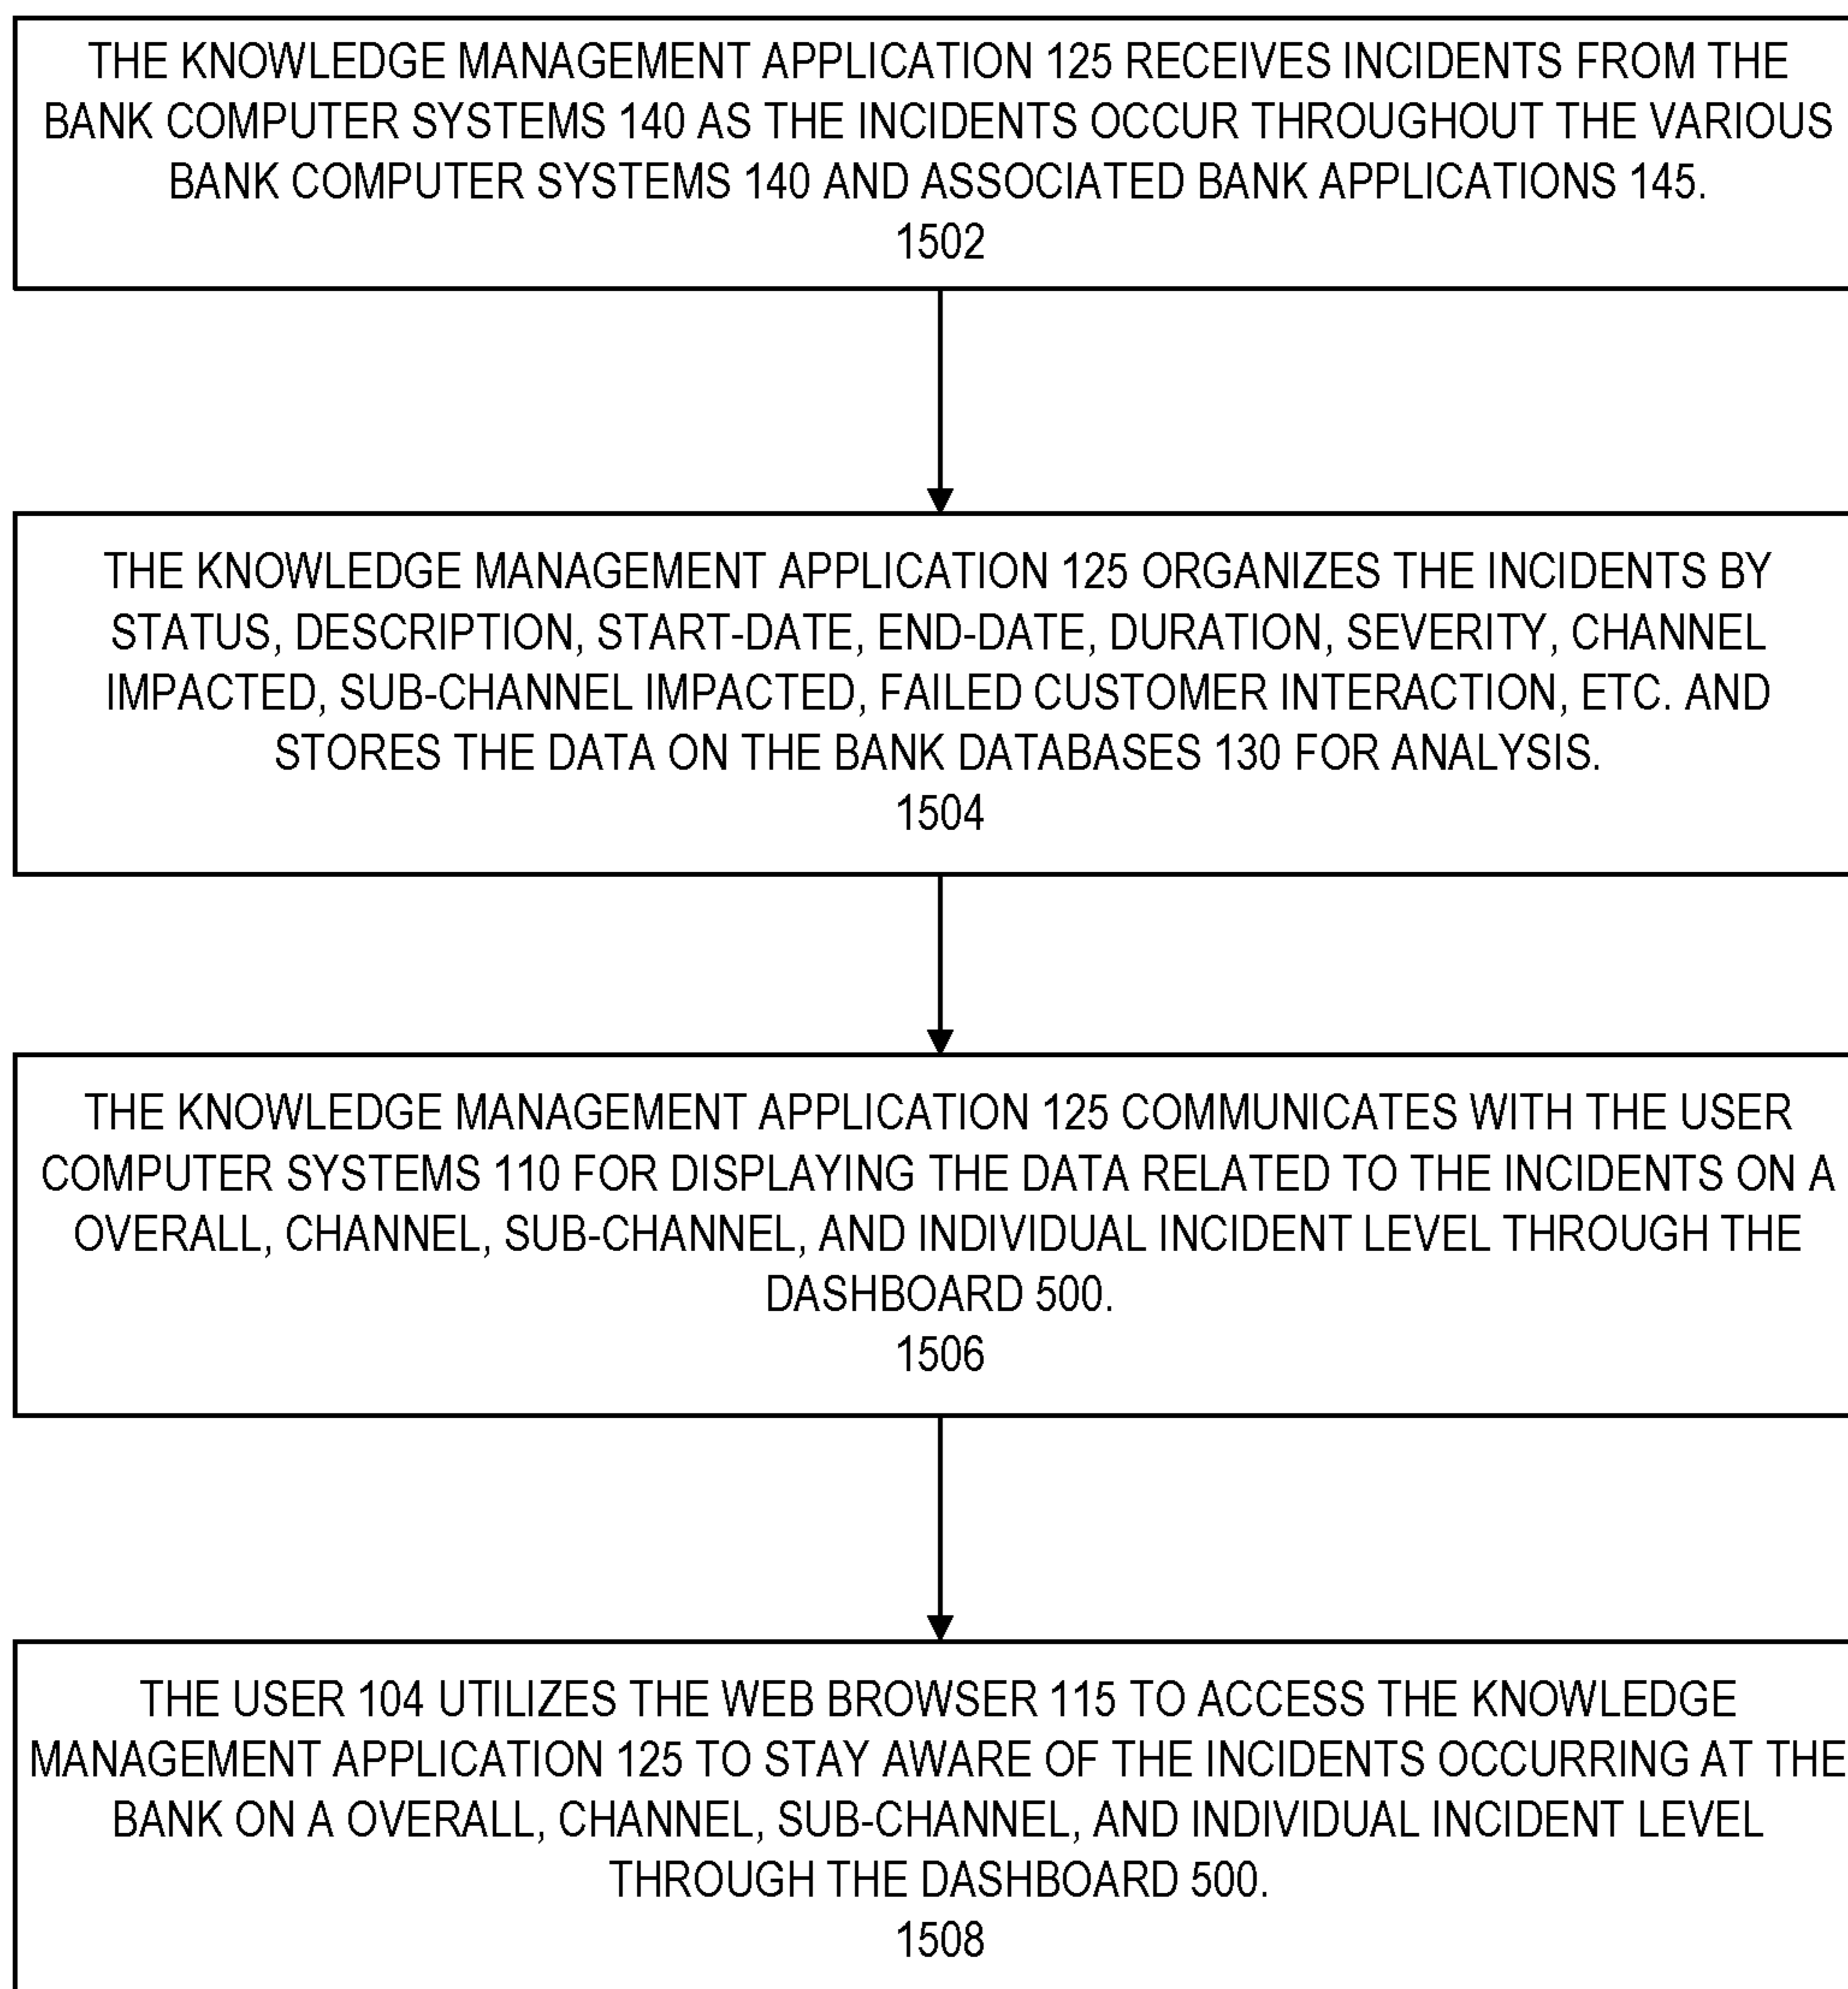 THE KNOWLEDGE MANAGEMENT APPLICATION 125 RECEIVES INCIDENTS FROM THE
BANK COMPUTER SYSTEMS 140 AS THE INCIDENTS OCCUR THROUGHOUT THE VARIOUS
BANK COMPUTER SYSTEMS 140 AND ASSOCIATED BANK APPLICATIONS 145.
1502
THE KNOWLEDGE MANAGEMENT APPLICATION 125 ORGANIZES THE INCIDENTS BY
STATUS, DESCRIPTION, START-DATE, END-DATE, DURATION, SEVERITY, CHANNEL
IMPACTED, SUB-CHANNEL IMPACTED, FAILED CUSTOMER INTERACTION, ETC. AND
STORES THE DATA ON THE BANK DATABASES 130 FOR ANALYSIS.
1504
THE KNOWLEDGE MANAGEMENT APPLICATION 125 COMMUNICATES WITH THE USER
COMPUTER SYSTEMS 110 FOR DISPLAYING THE DATA RELATED TO THE INCIDENTS ON A
OVERALL, CHANNEL, SUB-CHANNEL, AND INDIVIDUAL INCIDENT LEVEL THROUGH THE
DASHBOARD 500.
1506
THE USER 104 UTILIZES THE WEB BROWSER 115 TO ACCESS THE KNOWLEDGE
MANAGEMENT APPLICATION 125 TO STAY AWARE OF THE INCIDENTS OCCURRING AT THE
BANK ON A OVERALL, CHANNEL, SUB-CHANNEL, AND INDIVIDUAL INCIDENT LEVEL
THROUGH THE DASHBOARD 500.
1508